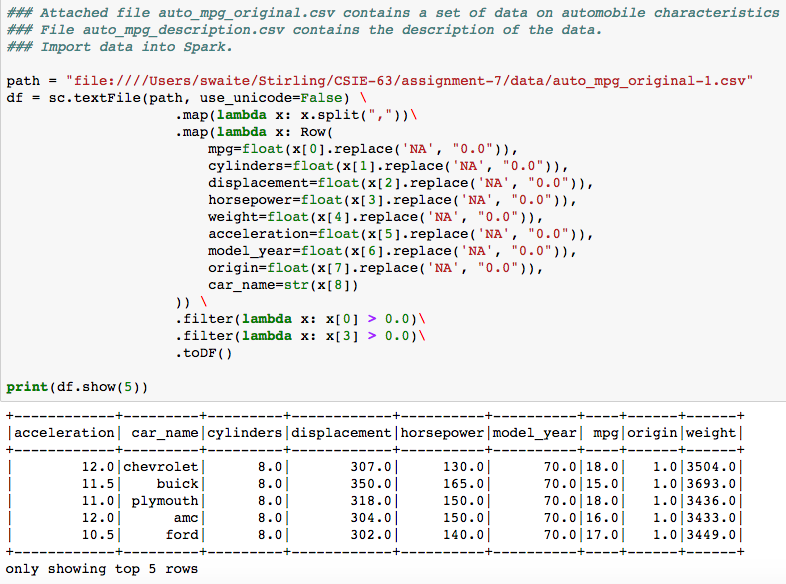 ### Attached file auto_mpg_original.csv contains a set of data on automobile characteristics
### File auto_mpg_description.csv contains the description of the data.
### Import data into Spark.

path = "file:////Users/swaite/Stirling/CSIE-63/assignment-7/data/auto_mpg_original-1.csv"
df = sc.textFile(path, use_unicode=False) \
                    .map(lambda x: x.split(","))\
                    .map(lambda x: Row(
                        mpg=float(x[0].replace('NA', "0.0")),
                        cylinders=float(x[1].replace('NA', "0.0")),
                        displacement=float(x[2].replace('NA', "0.0")),
                        horsepower=float(x[3].replace('NA', "0.0")),
                        weight=float(x[4].replace('NA', "0.0")),
                        acceleration=float(x[5].replace('NA', "0.0")),
                        model_year=float(x[6].replace('NA', "0.0")),
                        origin=float(x[7].replace('NA', "0.0")),
                        car_name=str(x[8])
                    )) \
                    .filter(lambda x: x[0] > 0.0)\
                    .filter(lambda x: x[3] > 0.0)\
                    .toDF()

print(df.show(5))
+------------+---------+---------+------------+----------+----------+----+------+------+
|acceleration| car_name|cylinders|displacement|horsepower|model_year| mpg|origin|weight|
+------------+---------+---------+------------+----------+----------+----+------+------+
|        12.0|chevrolet|      8.0|       307.0|     130.0|      70.0|18.0|   1.0|3504.0|
|        11.5|    buick|      8.0|       350.0|     165.0|      70.0|15.0|   1.0|3693.0|
|        11.0| plymouth|      8.0|       318.0|     150.0|      70.0|18.0|   1.0|3436.0|
|        12.0|      amc|      8.0|       304.0|     150.0|      70.0|16.0|   1.0|3433.0|
|        10.5|     ford|      8.0|       302.0|     140.0|      70.0|17.0|   1.0|3449.0|
+------------+---------+---------+------------+----------+----------+----+------+------+
only showing top 5 rows